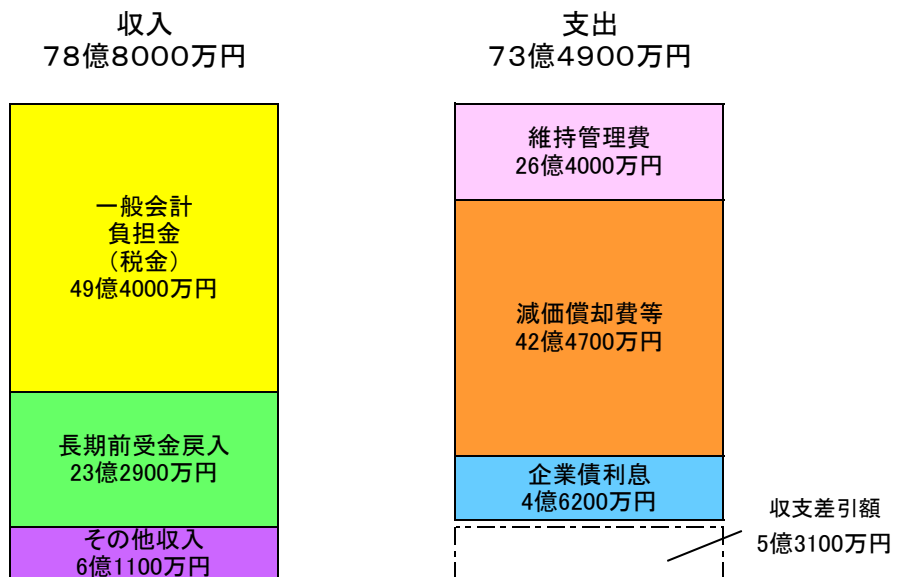 収入
78億8000万円
一般会計
負担金
（税金）
49億4000万円
長期前受金戻入
23億2900万円
その他収入
6億1100万円
支出
73億4900万円
維持管理費
26億4000万円
減価償却費等
42億4700万円
企業債利息
4億6200万円
収支差引額
5億3100万円